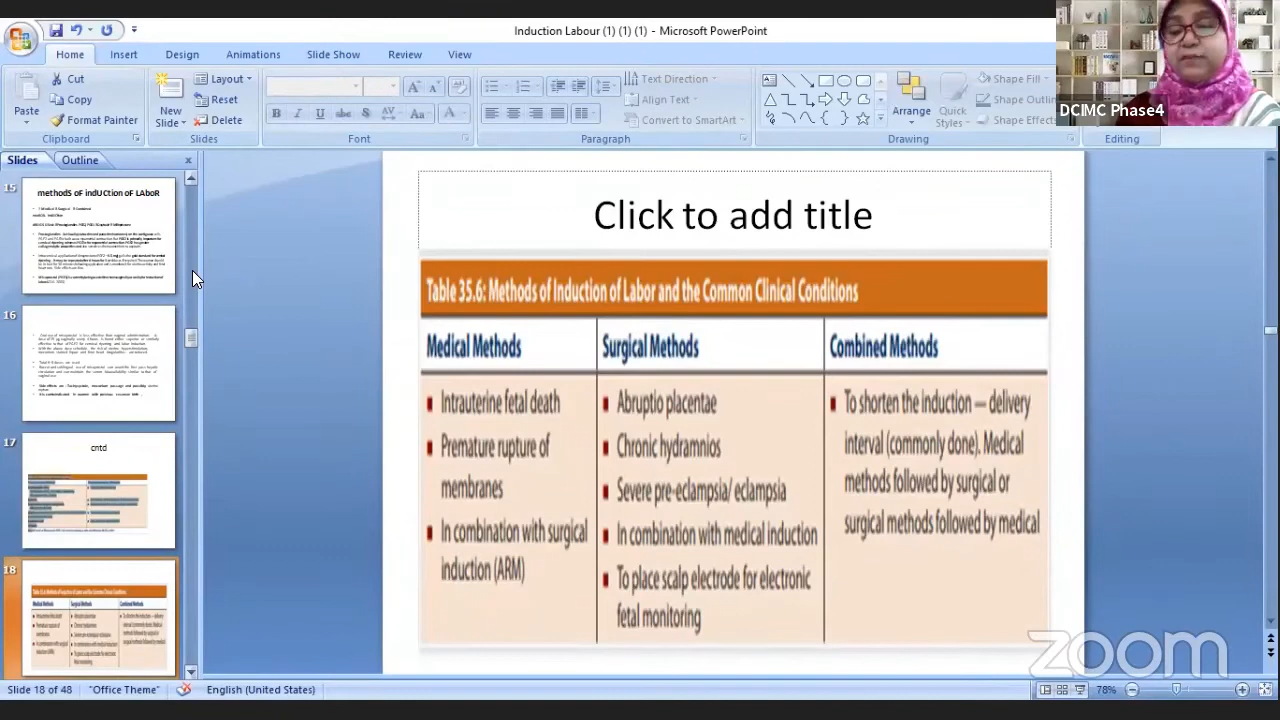 Induction Labour (1) (1) (1) - Microsoft PowerPoint
Home Insert Design Animations Slide Show Review View
Cut
Copy
Format Painter
Paste
Clipboard
New Slide
Layout
Reset
Delete
Slides
Font
Text Direction
Align Text
Convert to SmartArt
Paragraph
Arrange
Quick Styles
Shape Fill
Shape Outlin
Shape Effects
Drawing
Editing
DCIMC Phase4
Slides Outline
15
methodS OF indUCtion OF LAboR
16
17
cntd
18
Click to add title
Table 35.6: Methods of Induction of Labor and the Common Clinical Conditions
Medical Methods
Intrauterine fetal death
Premature rupture of
membranes
In combination with surgical
induction (ARM)
Surgical Methods
Abruptio placentae
Chronic hydramnios
Severe pre-eclampsia/ eclampsia
In combination with medical induction
To place scalp electrode for electronic
fetal monitoring
Combined Methods
To shorten the induction — delivery
interval (commonly done). Medical
methods followed by surgical or
surgical methods followed by medical
zoom
Slide 18 of 48 "Office Theme" English (United States) 78%